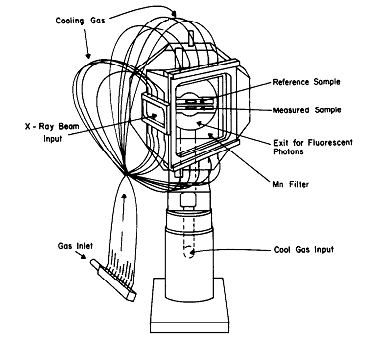 Cooling Gas
Reference Sample
Measured Sample
X-Ray Beam
Input
Exit for Fluorescent
Photons
Mn Filter
Gas Inlet
Cool Gas Input